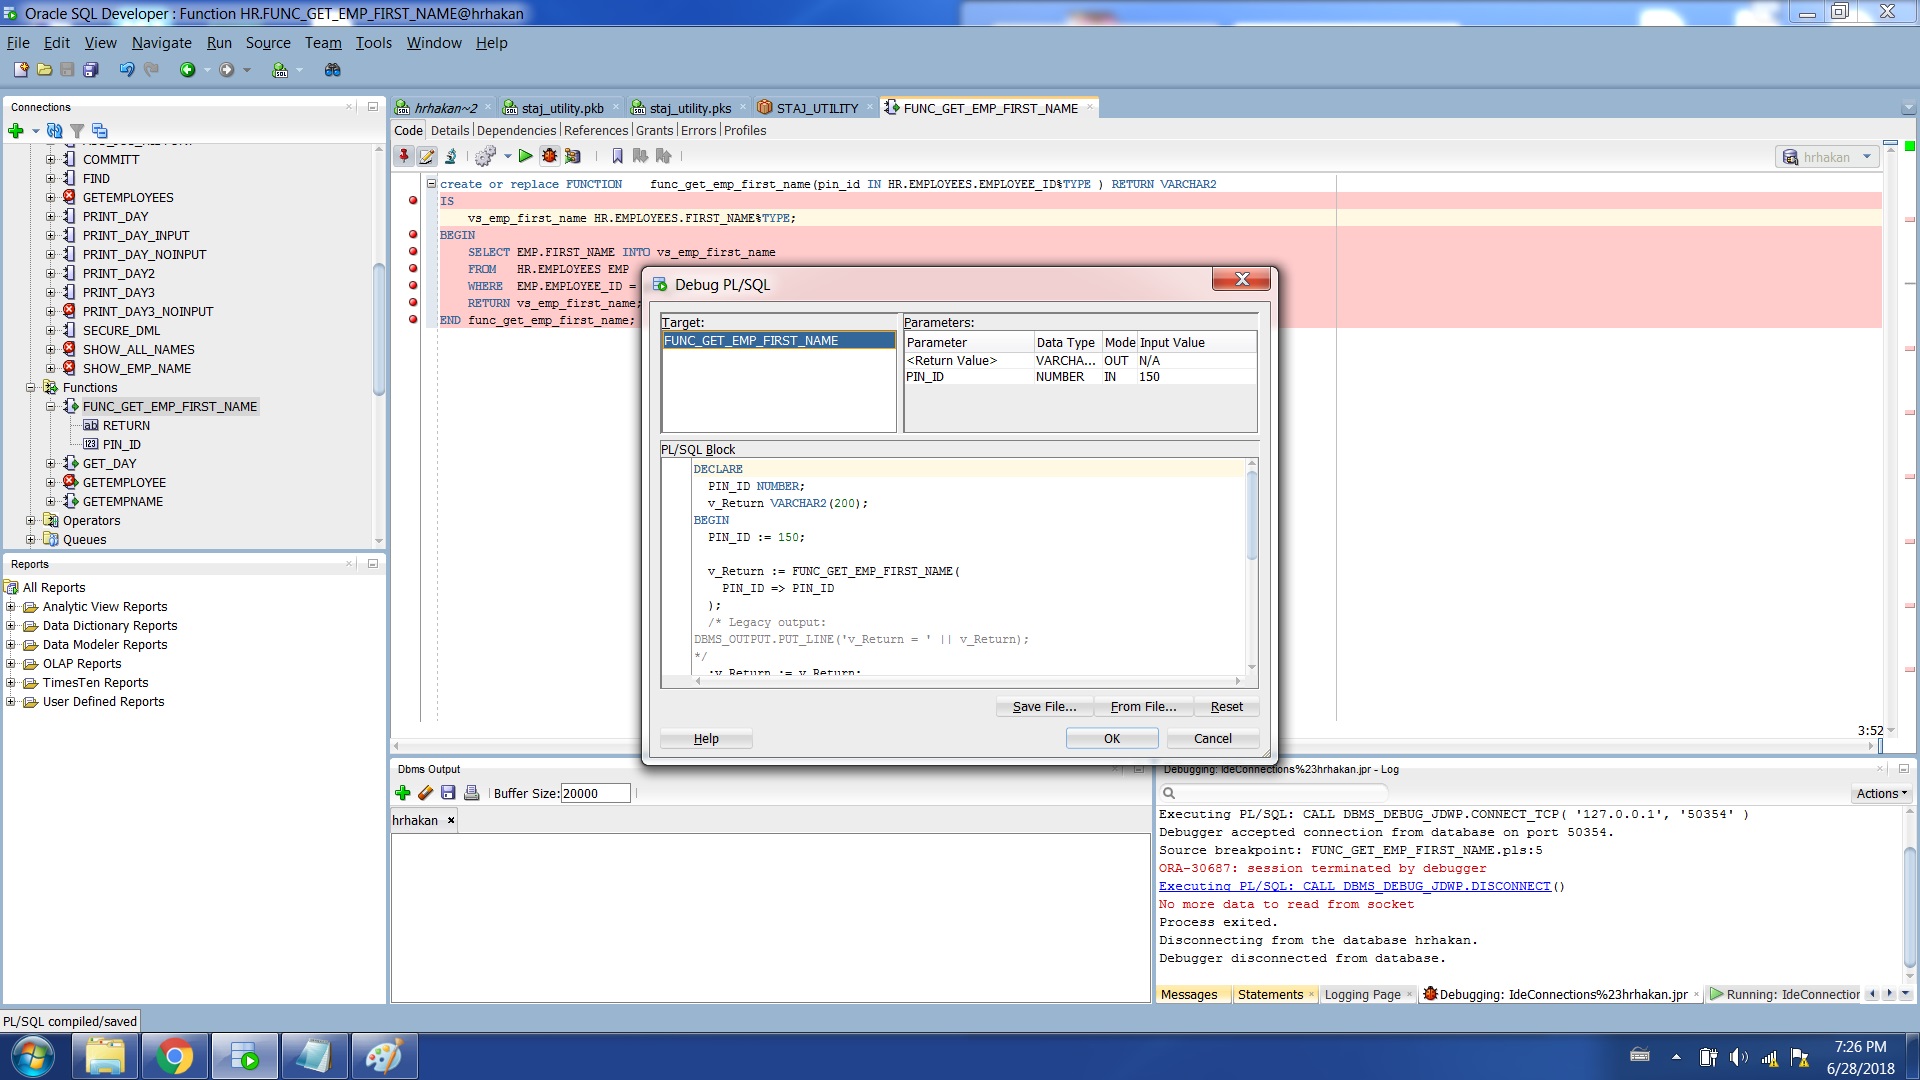 Oracle SQL Developer : Function HR.FUNC_GET_EMP_FIRST_NAME@hrhakan
File Edit View Navigate Run Source Team Tools Window Help
Connections
COMMITT
FIND
GETEMPLOYEES
PRINT_DAY
PRINT_DAY_INPUT
PRINT_DAY_NOINPUT
PRINT_DAY2
PRINT_DAY3
PRINT_DAY3_NOINPUT
SECURE_DML
SHOW_ALL_NAMES
SHOW_EMP_NAME
Functions
FUNC_GET_EMP_FIRST_NAME
RETURN
PIN_ID
GET_DAY
GETEMPLOYEE
GETEMPNAME
Operators
Queues
Reports
All Reports
Analytic View Reports
Data Dictionary Reports
Data Modeler Reports
OLAP Reports
TimesTen Reports
User Defined Reports
hrhakan~2 staj_utility.pkb staj_utility.pks STAJ_UTILITY FUNC_GET_EMP_FIRST_NAME
Code Details Dependencies References Grants Errors Profiles
hrhakan
create or replace FUNCTION func_get_emp_first_name(pin_id IN HR.EMPLOYEES.EMPLOYEE_ID%TYPE ) RETURN VARCHAR2
IS
vs_emp_first_name HR.EMPLOYEES.FIRST_NAME%TYPE;
BEGIN
SELECT EMP.FIRST_NAME INTO vs_emp_first_name
FROM HR.EMPLOYEES EMP
WHERE EMP.EMPLOYEE_ID =
RETURN vs_emp_first_name;
END func_get_emp_first_name;
3:52
Debug PL/SQL
Target:
FUNC_GET_EMP_FIRST_NAME
Parameters:
Parameter Data Type Mode Input Value
<Return Value> VARCHA... OUT N/A
PIN_ID NUMBER IN 150
PL/SQL Block
DECLARE
PIN_ID NUMBER;
v_Return VARCHAR2(200);
BEGIN
PIN_ID := 150;
v_Return := FUNC_GET_EMP_FIRST_NAME(
PIN_ID => PIN_ID
);
/* Legacy output:
DBMS_OUTPUT.PUT_LINE('v_Return = ' || v_Return);
*/
:v_Return := v_Return;
Save File... From File... Reset
Help OK Cancel
Dbms Output
Buffer Size: 20000
hrhakan
Debugging: IdeConnections%23hrhakan.jpr - Log
Actions
Executing PL/SQL: CALL DBMS_DEBUG_JDWP.CONNECT_TCP( '127.0.0.1', '50354' )
Debugger accepted connection from database on port 50354.
Source breakpoint: FUNC_GET_EMP_FIRST_NAME.pls:5
ORA-30687: session terminated by debugger
Executing PL/SQL: CALL DBMS_DEBUG_JDWP.DISCONNECT()
No more data to read from socket
Process exited.
Disconnecting from the database hrhakan.
Debugger disconnected from database.
Messages Statements Logging Page Debugging: IdeConnections%23hrhakan.jpr Running: IdeConnection
PL/SQL compiled/saved
7:26 PM
6/28/2018